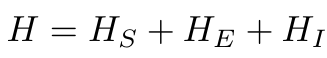 H = H_S + H_E + H_I